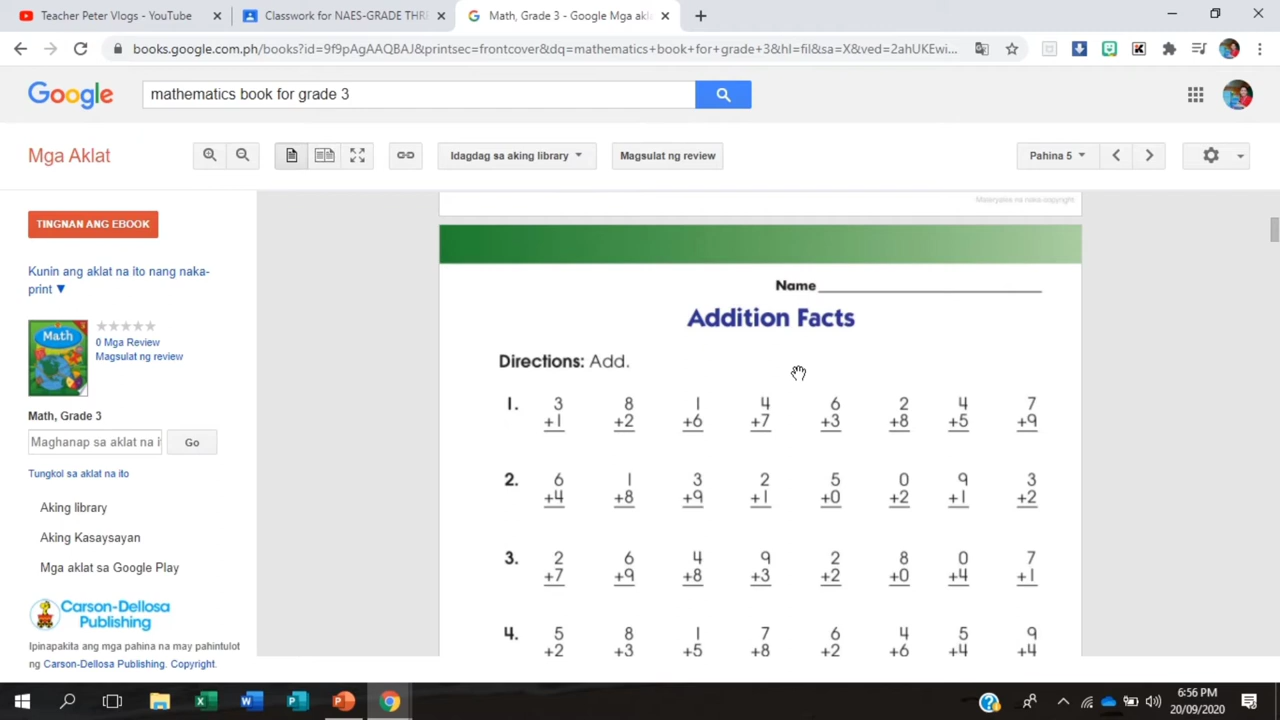 Teacher Peter Vlogs - YouTube
Classwork for NAES-GRADE THRE
Math, Grade 3 - Google Mga akl
books.google.com.ph/books?id=9f9pAgAAQBAJ&printsec=frontcover&dq=mathematics+book+for+grade+3&hl=fil&sa=X&ved=2ahUKEwi...
Google
mathematics book for grade 3
Mga Aklat
Idagdag sa aking library
Magsulat ng review
Pahina 5
Materyales na naka-copyright
TINGNAN ANG EBOOK
Kunin ang aklat na ito nang naka-
print ▼
Math
0 Mga Review
Magsulat ng review
Math, Grade 3
Maghanap sa aklat na i
Go
Tungkol sa aklat na ito
Aking library
Aking Kasaysayan
Mga aklat sa Google Play
Carson-Dellosa
Publishing
Ipinapakita ang mga pahina na may pahintulot
ng Carson-Dellosa Publishing. Copyright.
Name
Addition Facts
Directions: Add.
1. 3 8 1 4 6 2 4 7
+1 +2 +6 +7 +3 +8 +5 +9
2. 6 1 3 2 5 0 9 3
+4 +8 +9 +1 +0 +2 +1 +2
3. 2 6 4 9 2 8 0 7
+7 +9 +8 +3 +2 +0 +4 +1
4. 5 8 1 7 6 4 5 9
+2 +3 +5 +8 +2 +6 +4 +4
6:56 PM
20/09/2020